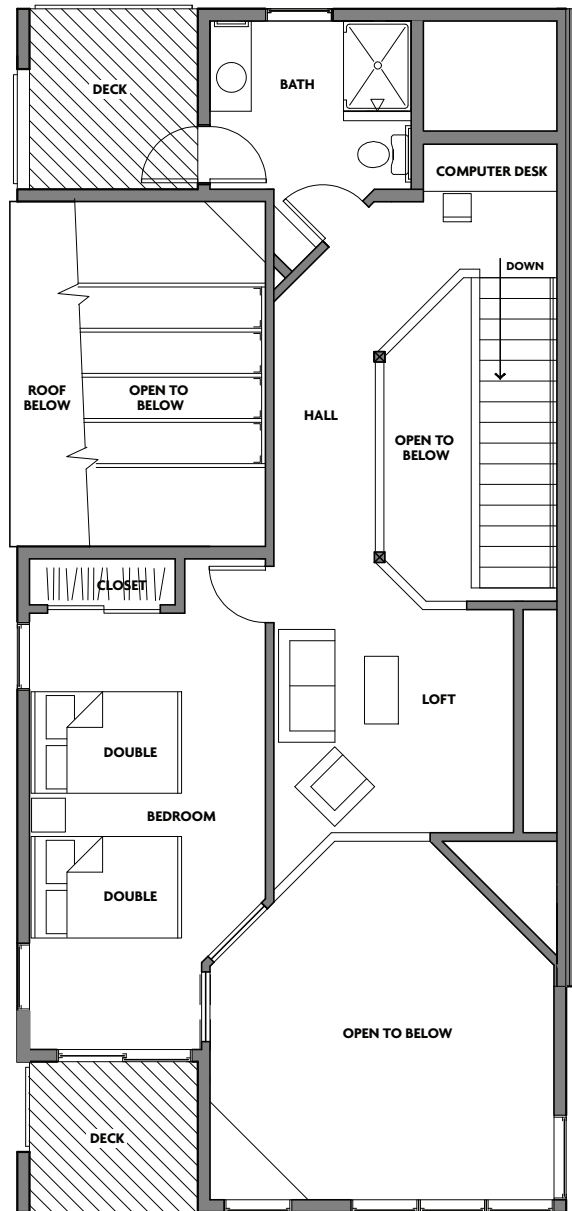 DECK
BATH
COMPUTER DESK
DOWN
ROOF
BELOW
OPEN TO
BELOW
HALL
OPEN TO
BELOW
CLOSET
LOFT
DOUBLE
BEDROOM
DOUBLE
OPEN TO BELOW
DECK